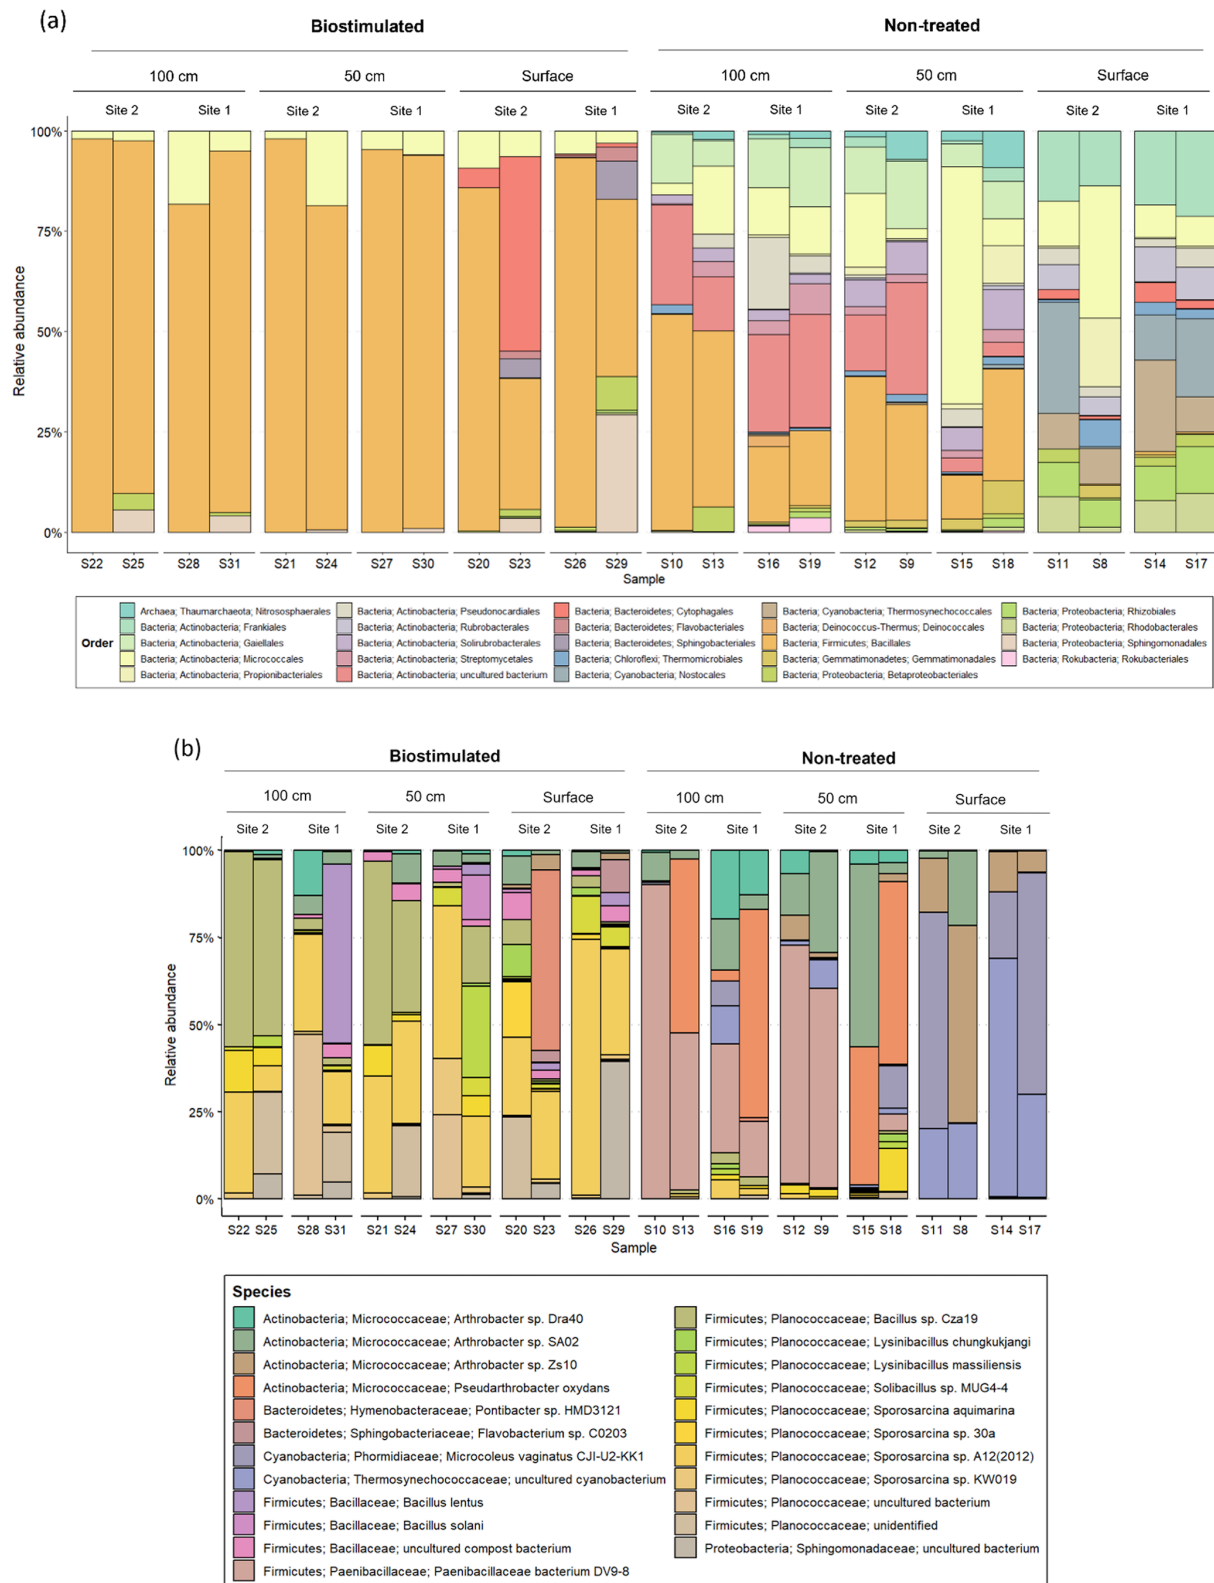 (a)
Biostimulated
Non-treated
100 cm
50 cm
Surface
100 cm
50 cm
Surface
Site 2
Site 1
Site 2
Site 1
Site 2
Site 1
Site 2
Site 1
Site 2
Site 1
Site 2
Site 1
100%
75%
50%
25%
0%
Relative abundance
S22 S25 S28 S31 S21 S24 S27 S30 S20 S23 S26 S29 S10 S13 S16 S19 S12 S9 S15 S18 S11 S8 S14 S17
Sample
Order
Archaea; Thaumarchaeota; Nitrososphaerales
Bacteria; Actinobacteria; Frankiales
Bacteria; Actinobacteria; Gaiellales
Bacteria; Actinobacteria; Micrococcales
Bacteria; Actinobacteria; Propionibacteriales
Bacteria; Actinobacteria; Pseudonocardiales
Bacteria; Actinobacteria; Rubrobacterales
Bacteria; Actinobacteria; Solirubrobacterales
Bacteria; Actinobacteria; Streptomycetales
Bacteria; Actinobacteria; uncultured bacterium
Bacteria; Bacteroidetes; Cytophagales
Bacteria; Bacteroidetes; Flavobacteriales
Bacteria; Bacteroidetes; Sphingobacteriales
Bacteria; Chloroflexi; Thermomicrobiales
Bacteria; Cyanobacteria; Nostocales
Bacteria; Cyanobacteria; Thermosynechococcales
Bacteria; Deinococcus-Thermus; Deinococcales
Bacteria; Firmicutes; Bacillales
Bacteria; Gemmatimonadetes; Gemmatimonadales
Bacteria; Proteobacteria; Betaproteobacteriales
Bacteria; Proteobacteria; Rhizobiales
Bacteria; Proteobacteria; Rhodobacterales
Bacteria; Proteobacteria; Sphingomonadales
Bacteria; Rokubacteria; Rokubacteriales
(b)
Biostimulated
Non-treated
100 cm
50 cm
Surface
100 cm
50 cm
Surface
Site 2
Site 1
Site 2
Site 1
Site 2
Site 1
Site 2
Site 1
Site 2
Site 1
Site 2
Site 1
100%
75%
50%
25%
0%
Relative abundance
S22 S25 S28 S31 S21 S24 S27 S30 S20 S23 S26 S29 S10 S13 S16 S19 S12 S9 S15 S18 S11 S8 S14 S17
Sample
Species
Actinobacteria; Micrococcaceae; Arthrobacter sp. Dra40
Actinobacteria; Micrococcaceae; Arthrobacter sp. SA02
Actinobacteria; Micrococcaceae; Arthrobacter sp. Zs10
Actinobacteria; Micrococcaceae; Pseudarthrobacter oxydans
Bacteroidetes; Hymenobacteraceae; Pontibacter sp. HMD3121
Bacteroidetes; Sphingobacteriaceae; Flavobacterium sp. C0203
Cyanobacteria; Phormidiaceae; Microcoleus vaginatus CJI-U2-KK1
Cyanobacteria; Thermosynechococcaceae; uncultured cyanobacterium
Firmicutes; Bacillaceae; Bacillus lentus
Firmicutes; Bacillaceae; Bacillus solani
Firmicutes; Bacillaceae; uncultured compost bacterium
Firmicutes; Paenibacillaceae; Paenibacillaceae bacterium DV9-8
Firmicutes; Planococcaceae; Bacillus sp. Cza19
Firmicutes; Planococcaceae; Lysinibacillus chungkukjangi
Firmicutes; Planococcaceae; Lysinibacillus massiliensis
Firmicutes; Planococcaceae; Solibacillus sp. MUG4-4
Firmicutes; Planococcaceae; Sporosarcina aquimarina
Firmicutes; Planococcaceae; Sporosarcina sp. 30a
Firmicutes; Planococcaceae; Sporosarcina sp. A12(2012)
Firmicutes; Planococcaceae; Sporosarcina sp. KW019
Firmicutes; Planococcaceae; uncultured bacterium
Firmicutes; Planococcaceae; unidentified
Proteobacteria; Sphingomonadaceae; uncultured bacterium